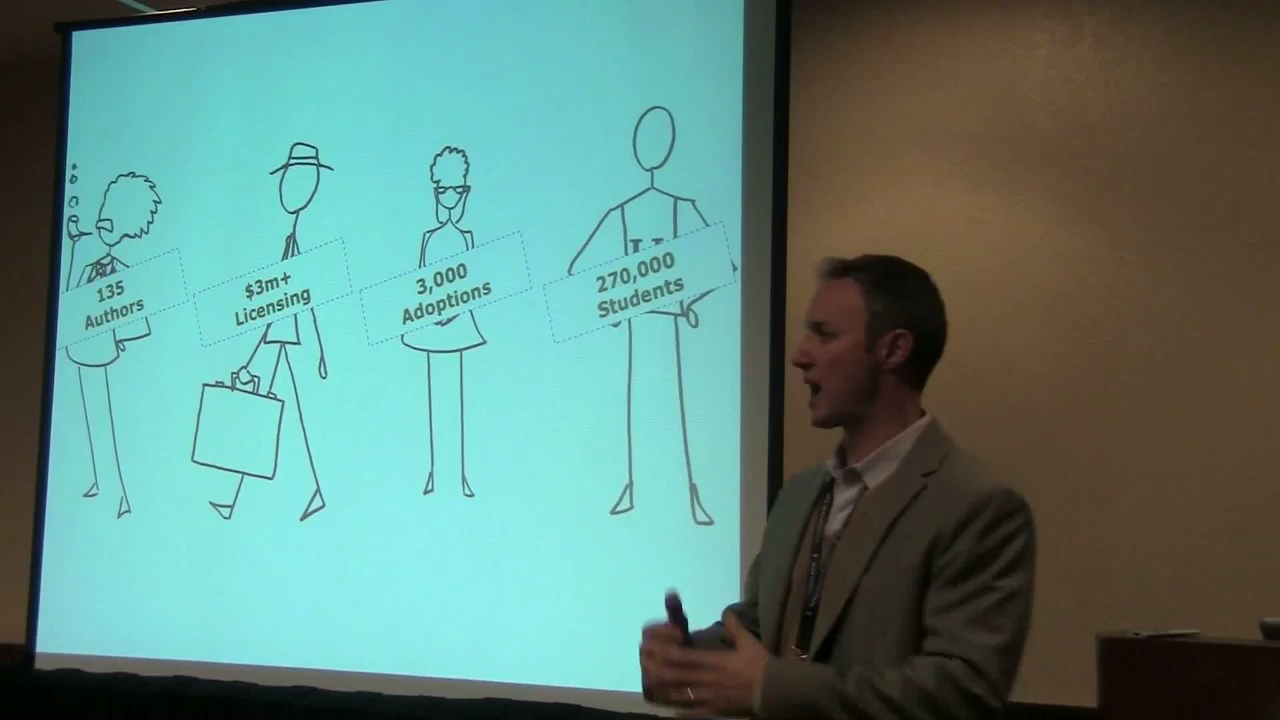 135
Authors
$3m+
Licensing
3,000
Adoptions
270,000
Students